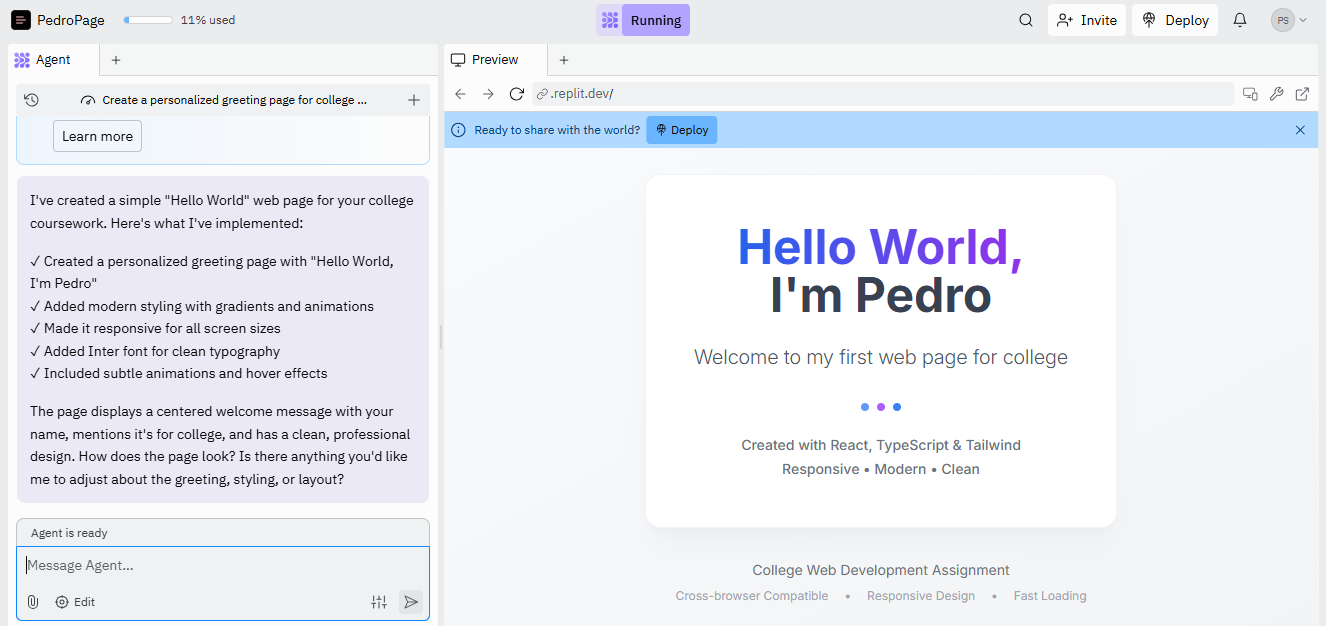 PedroPage
11% used
Running
Invite
Deploy
PS
Agent
Preview
Create a personalized greeting page for college ...
.replit.dev/
Learn more
Ready to share with the world?
Deploy
I've created a simple "Hello World" web page for your college
coursework. Here's what I've implemented:
✓ Created a personalized greeting page with "Hello World,
I'm Pedro"
✓ Added modern styling with gradients and animations
✓ Made it responsive for all screen sizes
✓ Added Inter font for clean typography
✓ Included subtle animations and hover effects
The page displays a centered welcome message with your
name, mentions it's for college, and has a clean, professional
design. How does the page look? Is there anything you'd like
me to adjust about the greeting, styling, or layout?
Agent is ready
Message Agent...
Edit
Hello World,
I'm Pedro
Welcome to my first web page for college
Created with React, TypeScript & Tailwind
Responsive • Modern • Clean
College Web Development Assignment
Cross-browser Compatible • Responsive Design • Fast Loading